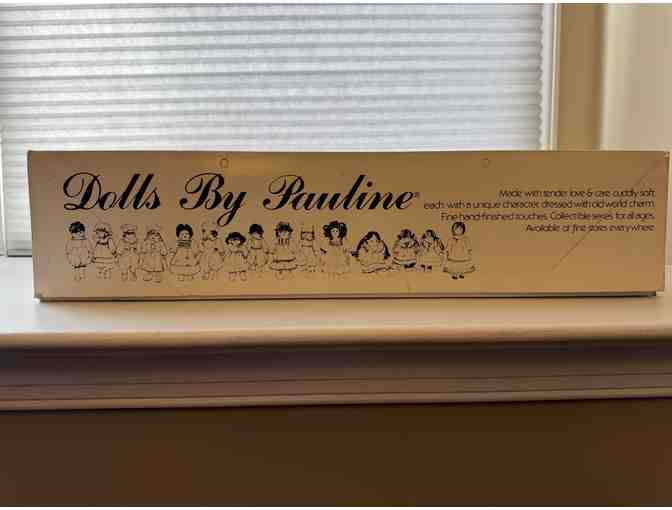 Dolls By Pauline®
Made with tender love & care, cuddly soft,
each with a unique character, dressed with old world charm.
Fine hand-finished touches. Collectible series for all ages.
Available at fine stores everywhere.